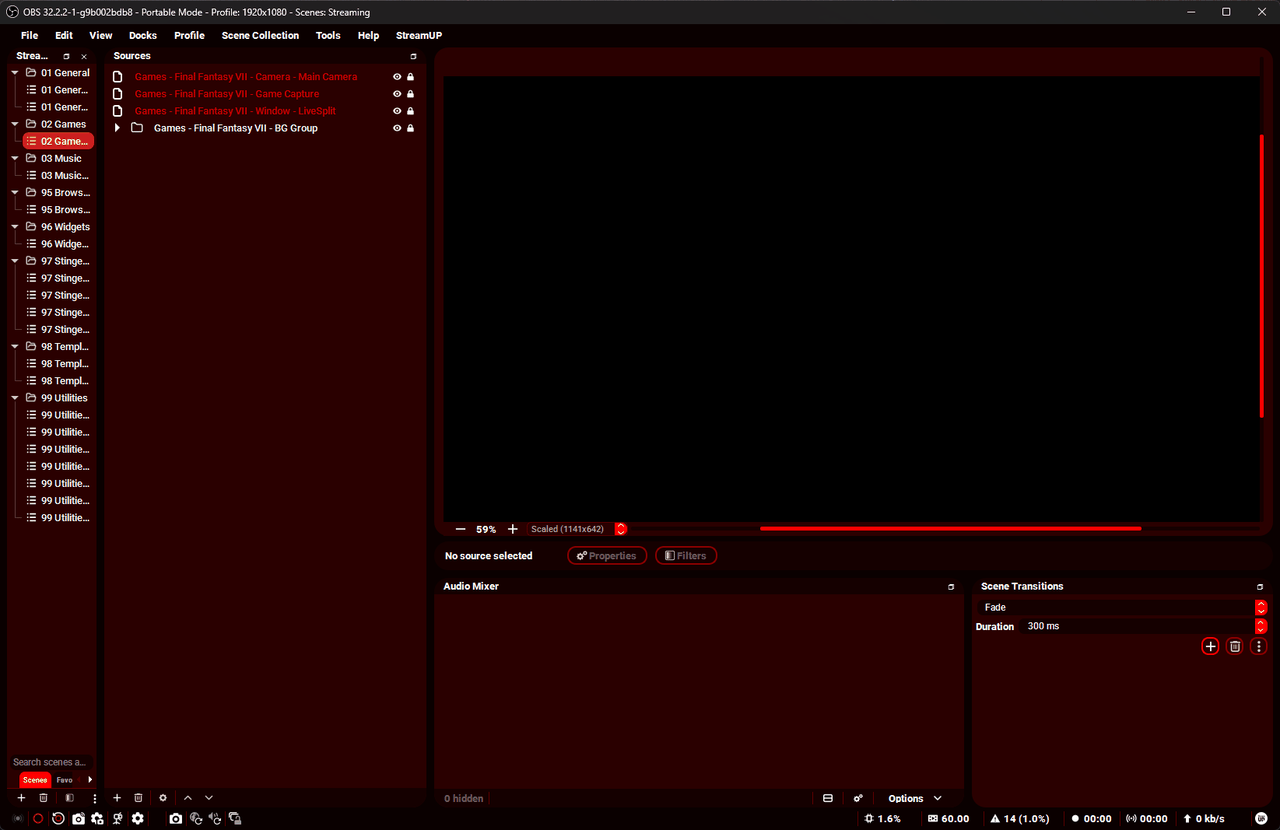 OBS 32.2.2-1-g9b002bdb8 - Portable Mode - Profile: 1920x1080 - Scenes: Streaming
File Edit View Docks Profile Scene Collection Tools Help StreamUP
Strea...
01 General
01 Gener...
01 Gener...
02 Games
02 Game...
03 Music
03 Music...
95 Brows...
95 Brows...
96 Widgets
96 Widge...
97 Stinge...
97 Stinge...
97 Stinge...
97 Stinge...
97 Stinge...
98 Templ...
98 Templ...
98 Templ...
99 Utilities
99 Utilitie...
99 Utilitie...
99 Utilitie...
99 Utilitie...
99 Utilitie...
99 Utilitie...
99 Utilitie...
Search scenes a...
Scenes Favo
Sources
Games - Final Fantasy VII - Camera - Main Camera
Games - Final Fantasy VII - Game Capture
Games - Final Fantasy VII - Window - LiveSplit
Games - Final Fantasy VII - BG Group
59% Scaled (1141x642)
No source selected Properties Filters
Audio Mixer
0 hidden Options
Scene Transitions
Fade
Duration 300 ms
1.6% 60.00 14 (1.0%) 00:00 00:00 0 kb/s